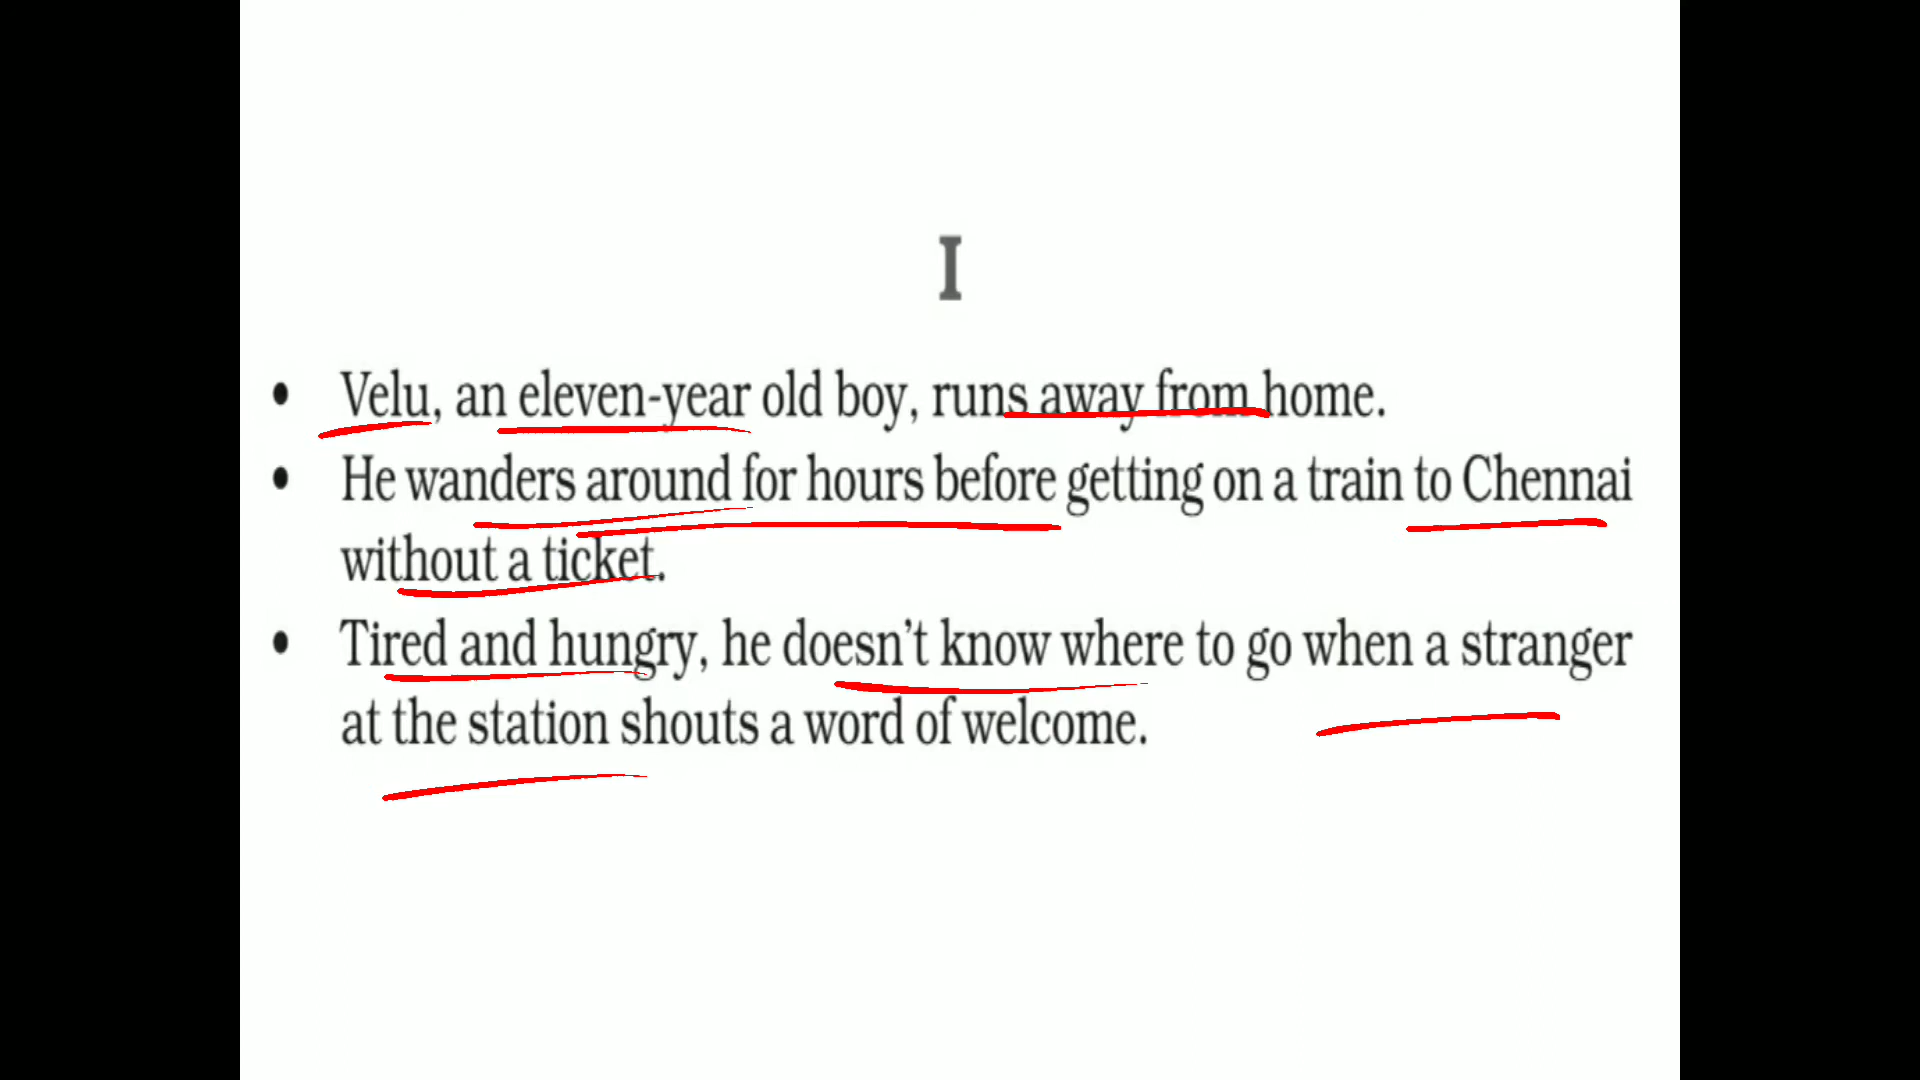 I
• Velu, an eleven-year old boy, runs away from home.
• He wanders around for hours before getting on a train to Chennai
without a ticket.
• Tired and hungry, he doesn’t know where to go when a stranger
at the station shouts a word of welcome.